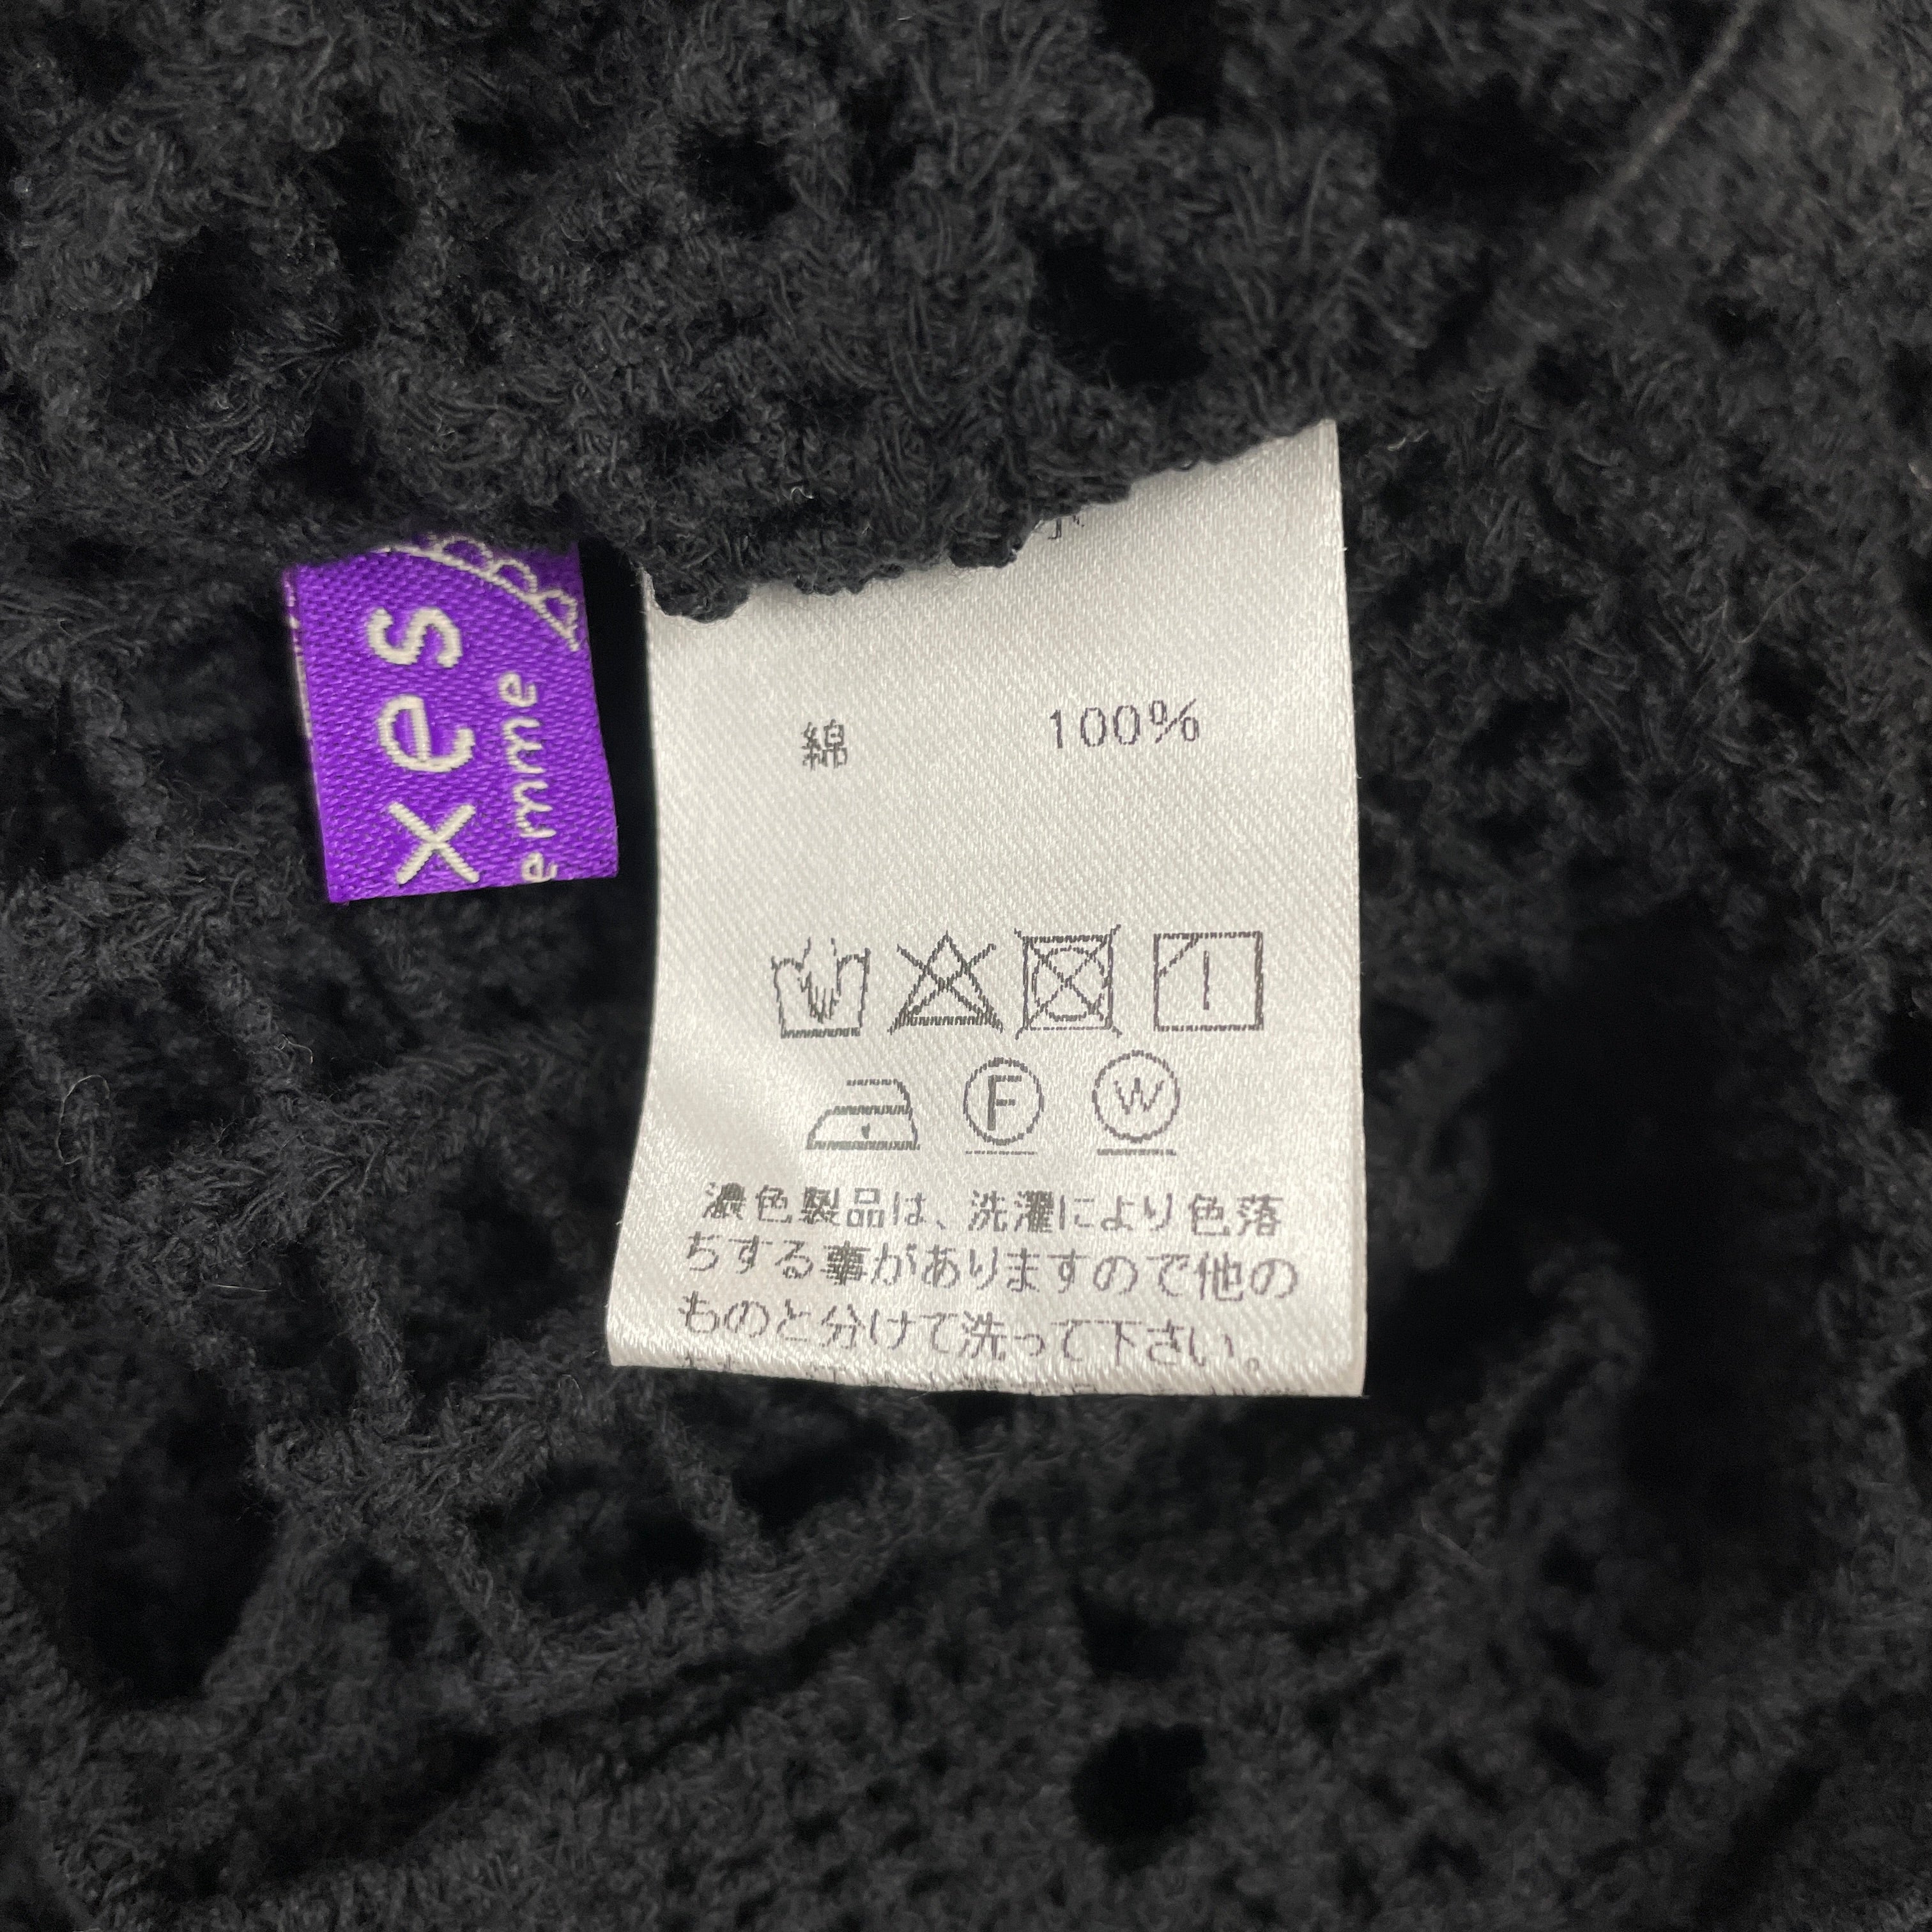 xes
emme
綿 100%
F W
濃色製品は、洗濯により色落
ちする事がありますので他の
ものと分けて洗って下さい。